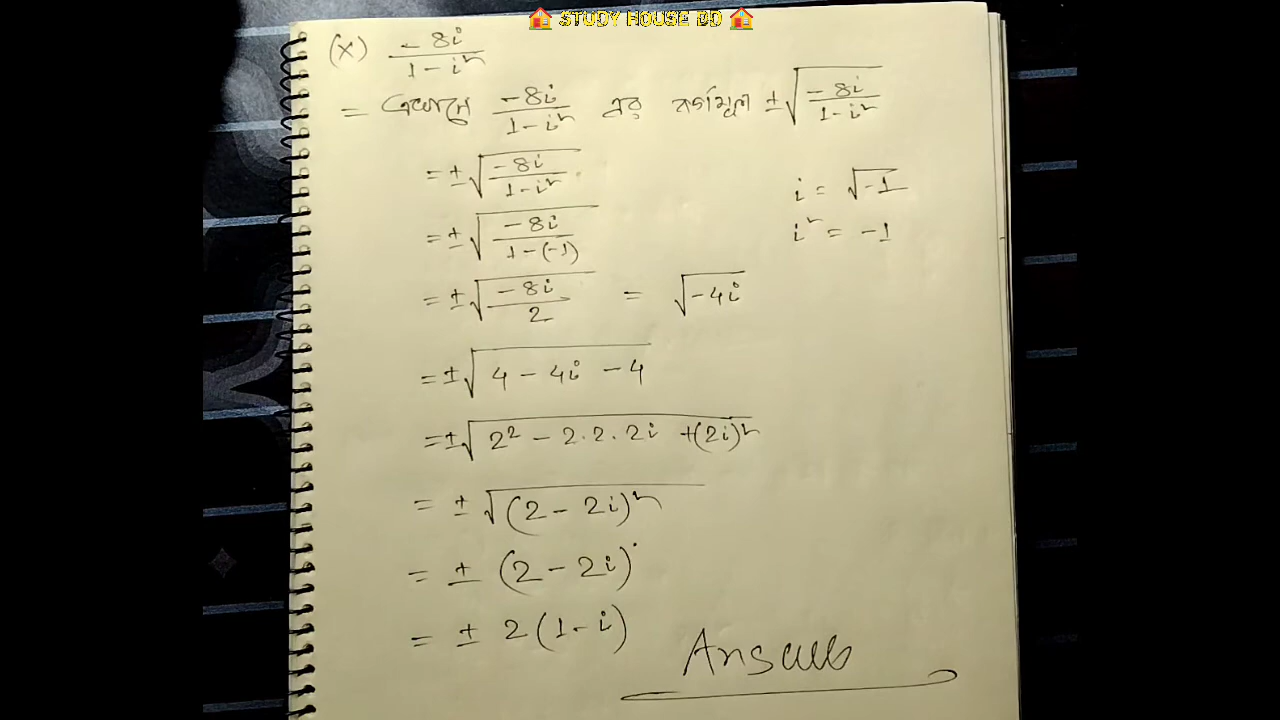 🏠 STUDY HOUSE BD 🏠
(x) -8i / 1-i²
= এখানে -8i / 1-i² এর বর্গমূল ±√(-8i / 1-i²)
= ±√(-8i / 1-i²)
i = √-1
= ±√(-8i / 1-(-1))
i² = -1
= ±√(-8i / 2) = √-4i
= ±√(4 - 4i - 4)
= ±√(2² - 2.2.2i +(2i)²)
= ± √(2 - 2i)²
= ± (2 - 2i)
= ± 2(1-i)
Answer